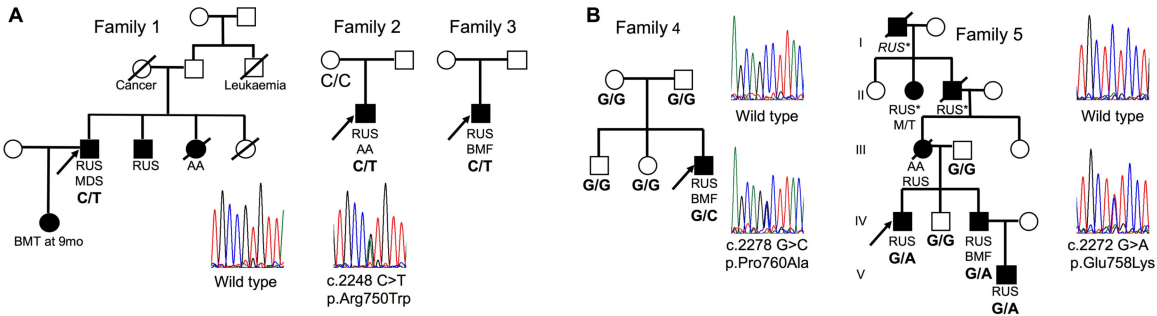 A
Family 1
Cancer
Leukaemia
RUS
MDS
C/T
RUS
AA
BMT at 9mo
Wild type
Family 2
C/C
RUS
AA
C/T
c.2248 C>T
p.Arg750Trp
Family 3
RUS
BMF
C/T
B
Family 4
G/G
G/G
G/G
G/G
RUS
BMF
G/C
Wild type
c.2278 G>C
p.Pro760Ala
Family 5
I
RUS*
II
RUS*
M/T
RUS*
III
AA
RUS
G/G
IV
RUS
G/A
G/G
RUS
BMF
G/A
V
RUS
G/A
Wild type
c.2272 G>A
p.Glu758Lys